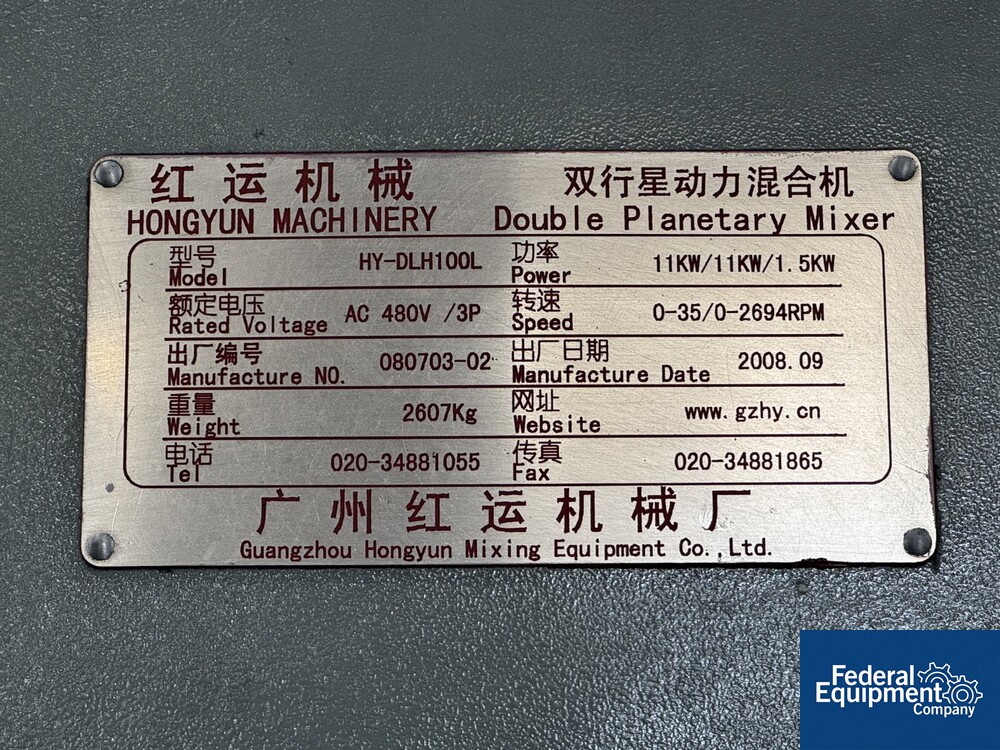 红运机械 双行星动力混合机
HONGYUN MACHINERY Double Planetary Mixer
型号 功率
Model HY-DLH100L Power 11KW/11KW/1.5KW
额定电压 转速
Rated Voltage AC 480V /3P Speed 0-35/0-2694RPM
出厂编号 出厂日期
Manufacture NO. 080703-02 Manufacture Date 2008.09
重量 网址
Weight 2607Kg Website www.gzhy.cn
电话 传真
Tel 020-34881055 Fax 020-34881865
广州红运机械厂
Guangzhou Hongyun Mixing Equipment Co.,Ltd.
Federal
Equipment
Company